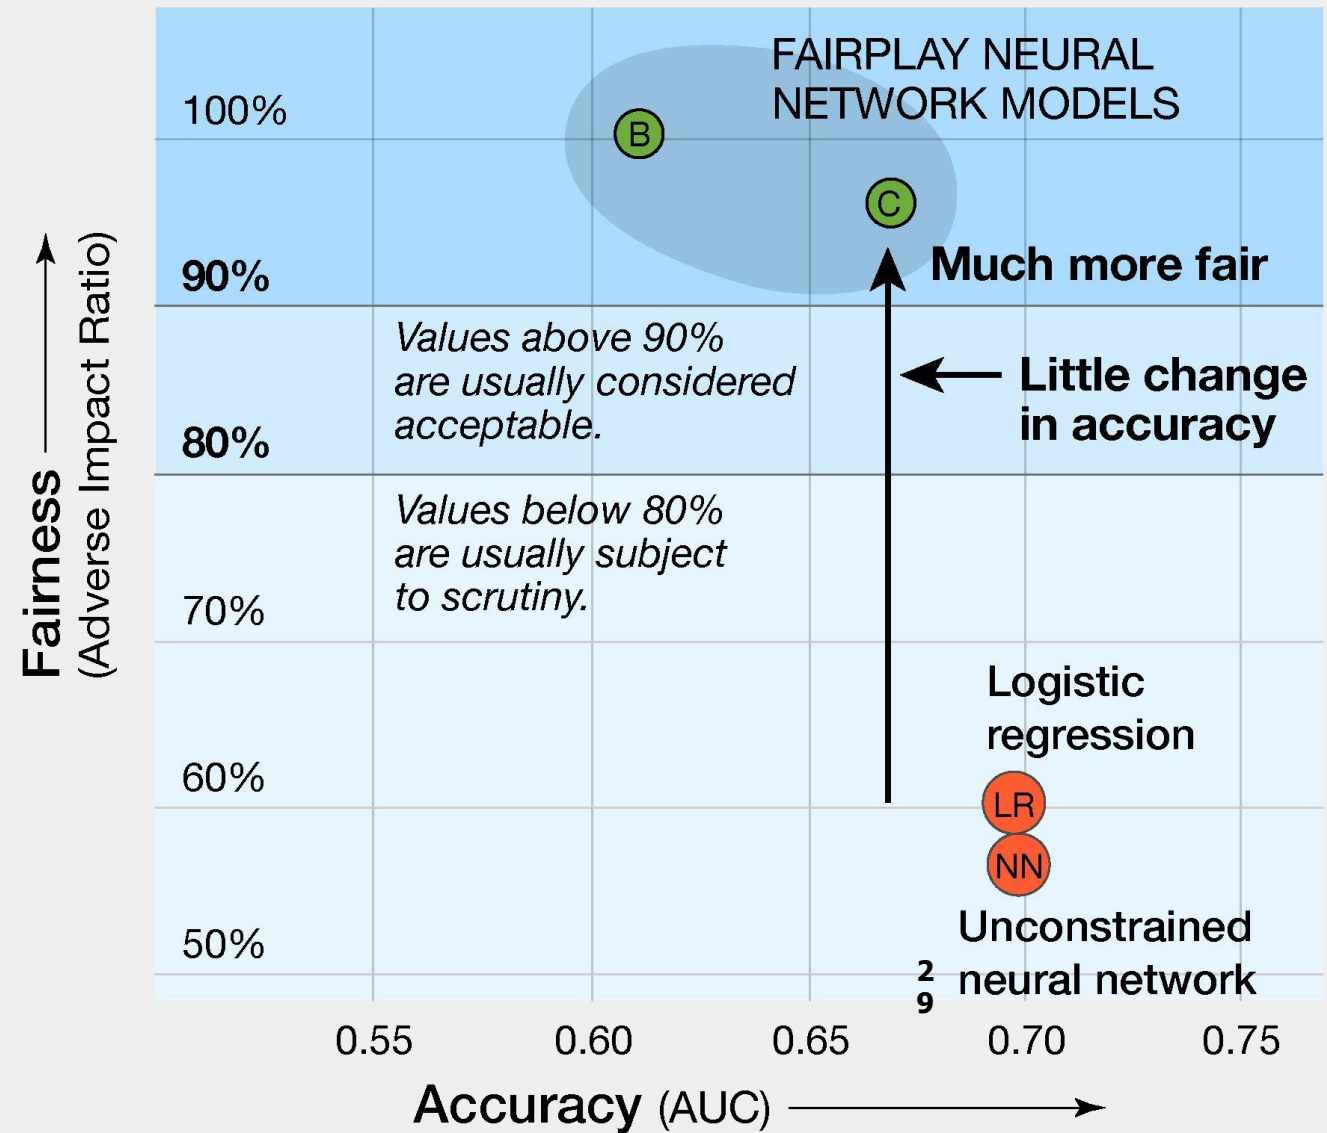 FAIRPLAY NEURAL
NETWORK MODELS
100%
B
C
90%
Much more fair
Values above 90%
are usually considered
acceptable.
Little change
in accuracy
80%
Values below 80%
are usually subject
to scrutiny.
70%
Logistic
regression
60%
LR
NN
50%
Unconstrained
neural network
2
9
Fairness
(Adverse Impact Ratio)
0.55
0.60
0.65
0.70
0.75
Accuracy (AUC)